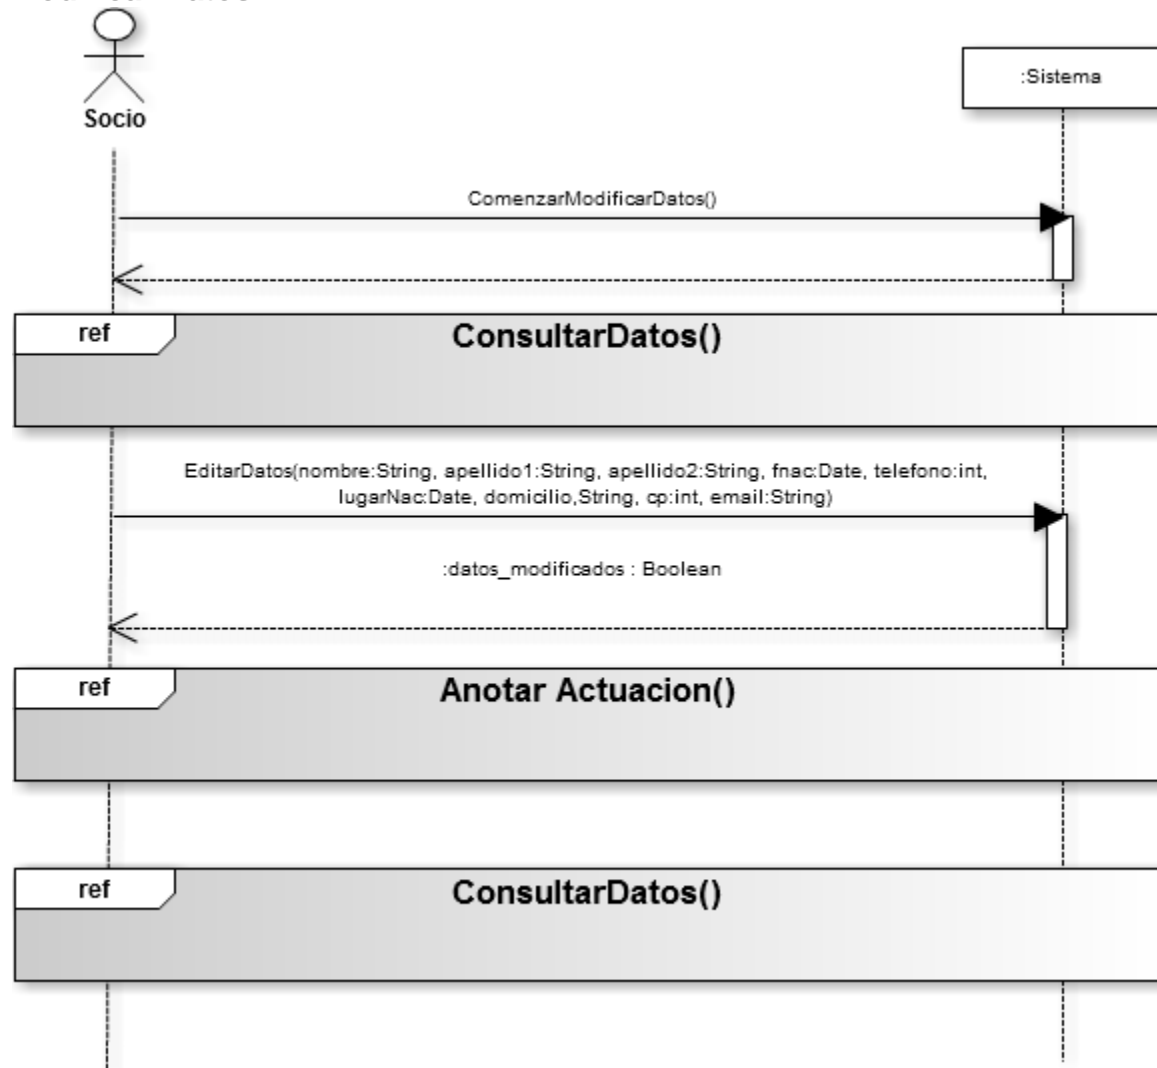 Socio
:Sistema
ComenzarModificarDatos()
ref
ConsultarDatos()
EditarDatos(nombre:String, apellido1:String, apellido2:String, fnac:Date, telefono:int,
lugarNac:Date, domicilio,String, cp:int, email:String)
:datos_modificados : Boolean
ref
Anotar Actuacion()
ref
ConsultarDatos()